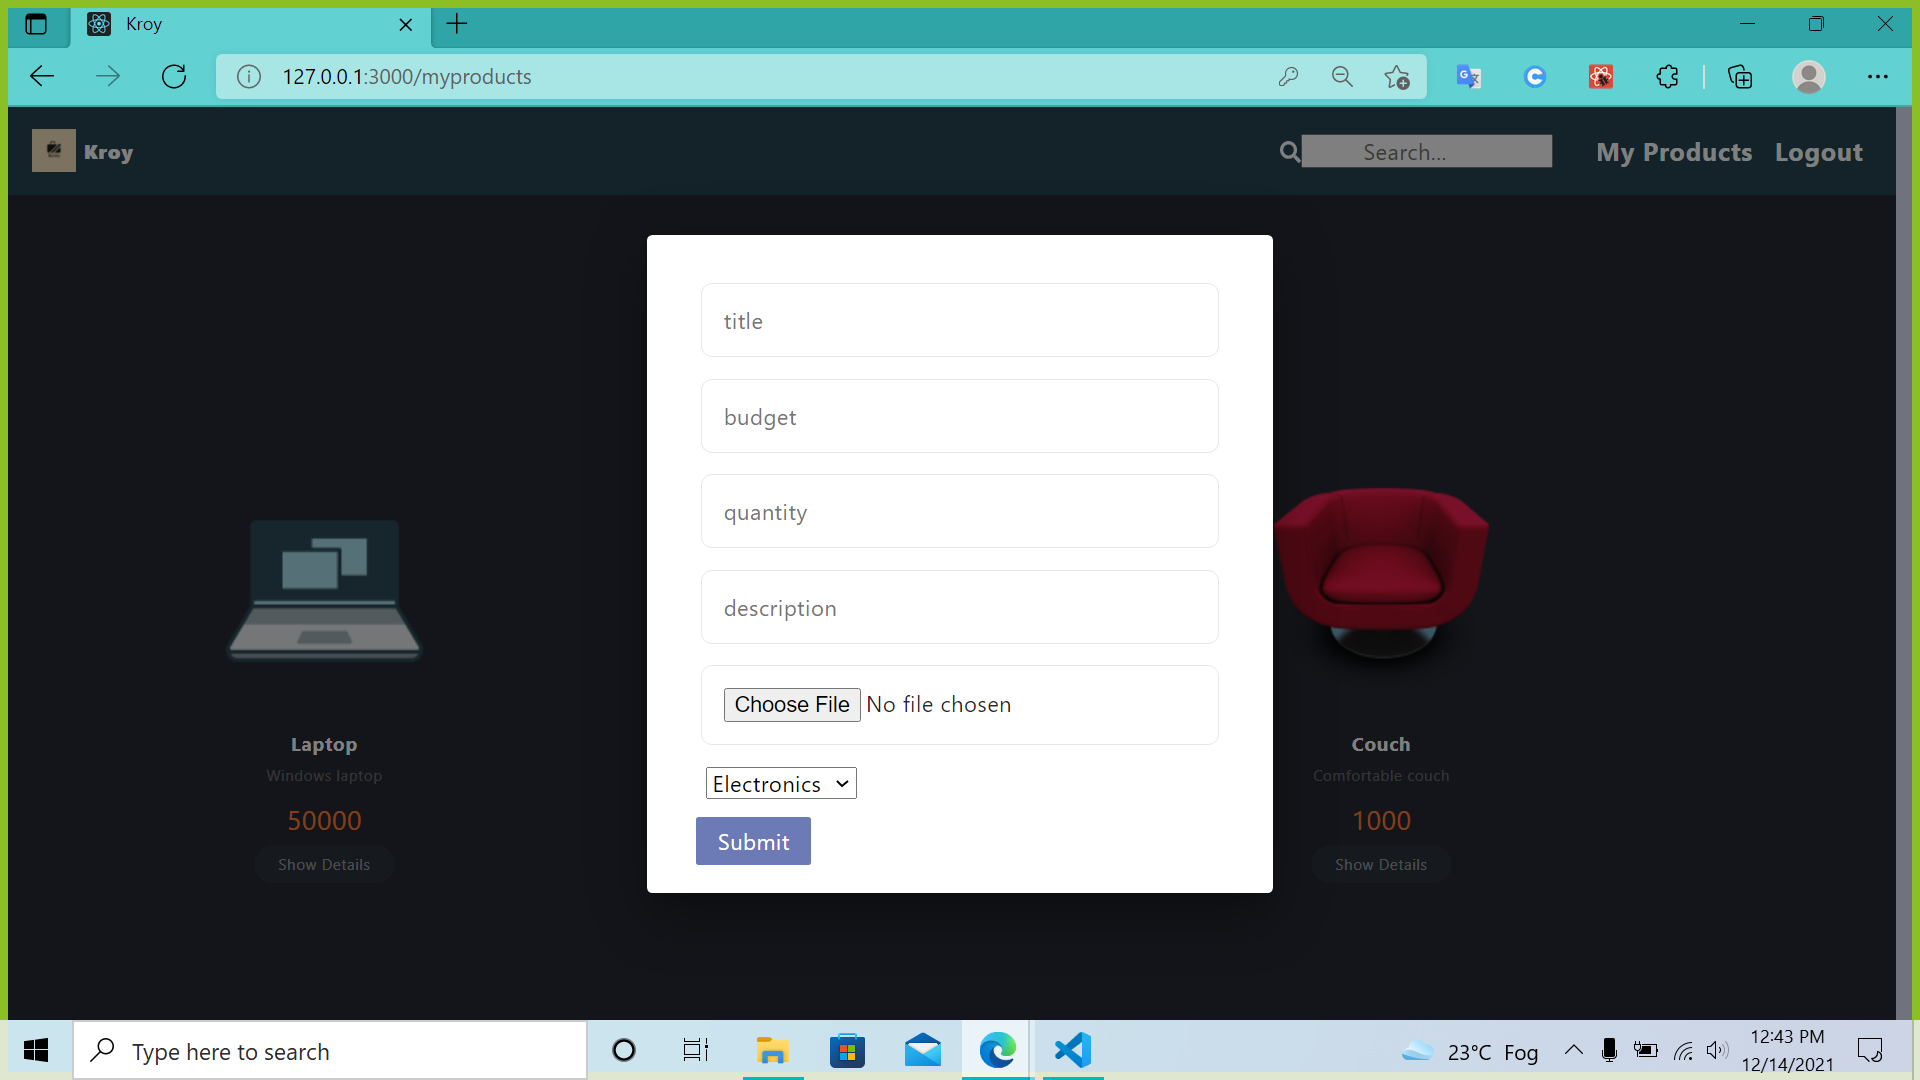 Kroy
127.0.0.1:3000/myproducts
Kroy
Search...
My Products
Logout
title
budget
quantity
description
Choose File No file chosen
Electronics
Submit
Laptop
Windows laptop
50000
Show Details
Couch
Comfortable couch
1000
Show Details
Type here to search
23°C Fog
12:43 PM
12/14/2021